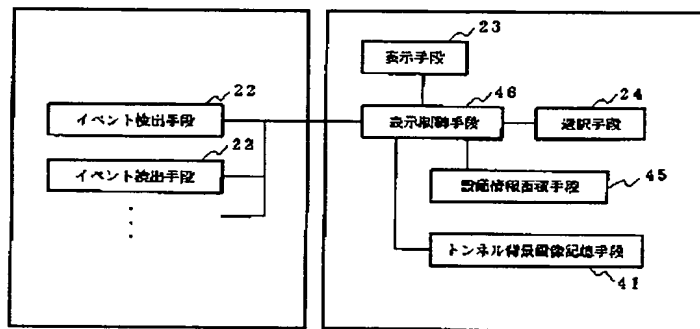 23
表示手段
22
イベント検出手段
46
表示制御手段
24
選択手段
22
イベント検出手段
設備情報画譜手段
45
トンネル背景画像記憶手段
41